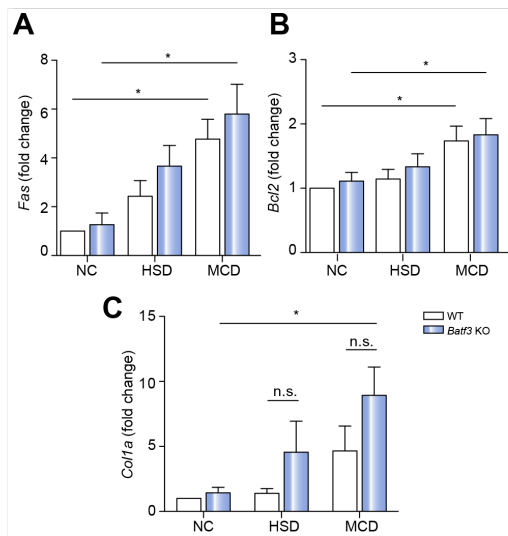 A
Fas (fold change)
8
6
4
2
0
*
*
NC HSD MCD
B
Bcl2 (fold change)
3
2
1
0
*
*
NC HSD MCD
C
Col1a (fold change)
15
10
5
0
*
n.s.
n.s.
NC HSD MCD
WT
Batf3 KO